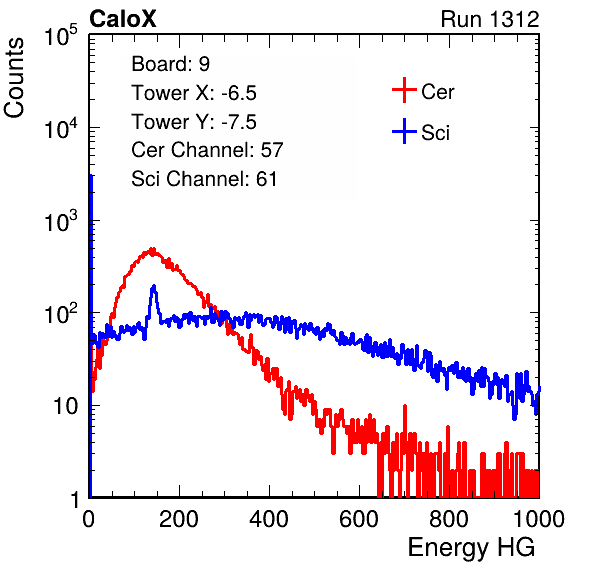 CaloX
Run 1312
Counts
Board: 9
Tower X: -6.5
Tower Y: -7.5
Cer Channel: 57
Sci Channel: 61
Cer
Sci
10^5
10^4
10^3
10^2
10
1
0 200 400 600 800 1000
Energy HG